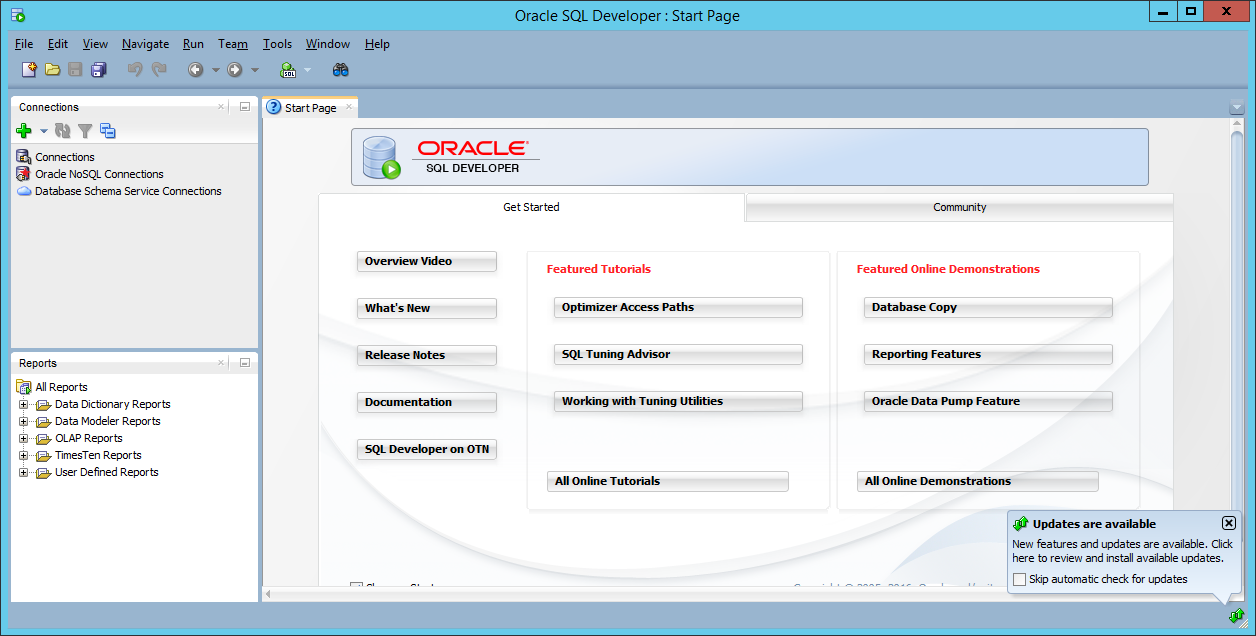 Oracle SQL Developer : Start Page
File Edit View Navigate Run Team Tools Window Help
SQL
Connections
Connections
Oracle NoSQL Connections
Database Schema Service Connections
Reports
All Reports
Data Dictionary Reports
Data Modeler Reports
OLAP Reports
TimesTen Reports
User Defined Reports
Start Page
ORACLE
SQL DEVELOPER
Get Started
Community
Overview Video
What's New
Release Notes
Documentation
SQL Developer on OTN
Featured Tutorials
Optimizer Access Paths
SQL Tuning Advisor
Working with Tuning Utilities
All Online Tutorials
Featured Online Demonstrations
Database Copy
Reporting Features
Oracle Data Pump Feature
All Online Demonstrations
Updates are available
New features and updates are available. Click
here to review and install available updates.
Skip automatic check for updates